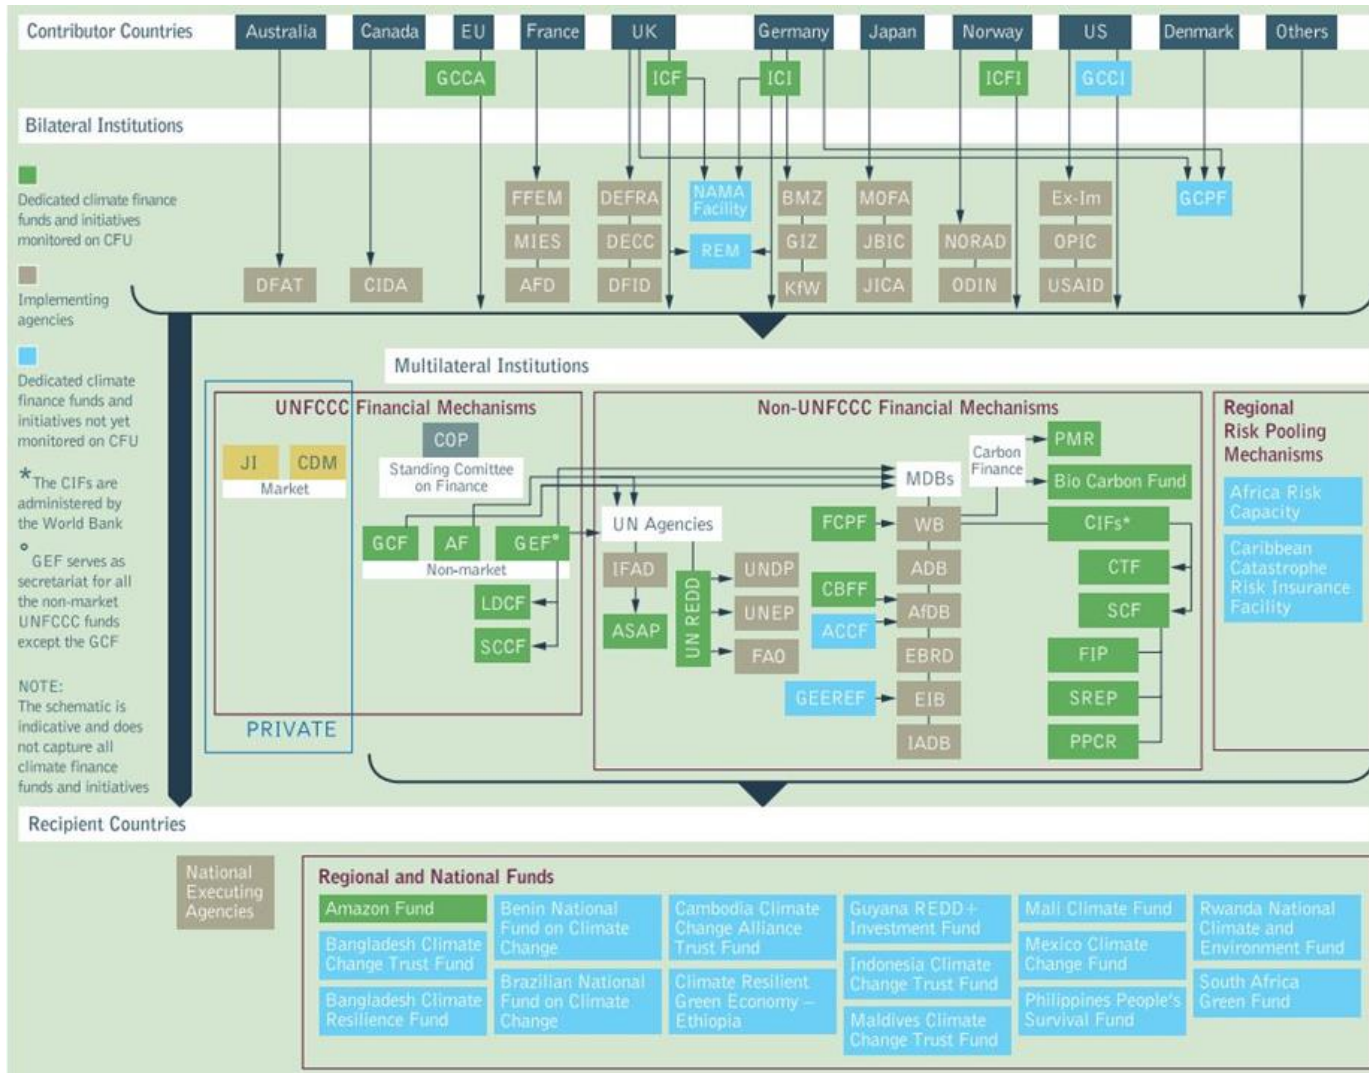 Contributor Countries
Australia
Canada
EU
France
UK
Germany
Japan
Norway
US
Denmark
Others
GCCA
ICF
ICI
ICFI
GCCI
Bilateral Institutions
Dedicated climate finance
funds and initiatives
monitored on CFU
Implementing
agencies
Dedicated climate
finance funds and
initiatives not yet
monitored on CFU
*The CIFs are
administered by
the World Bank
° GEF serves as
secretariat for all
the non-market
UNFCCC funds
except the GCF
NOTE:
The schematic is
indicative and does
not capture all
climate finance
funds and initiatives
DFAT
CIDA
FFEM
MIES
AFD
DEFRA
DECC
DFID
NAMA
Facility
REM
BMZ
GIZ
KfW
MOFA
JBIC
JICA
NORAD
ODIN
Ex-Im
OPIC
USAID
GCPF
Multilateral Institutions
UNFCCC Financial Mechanisms
JI
CDM
Market
COP
Standing Comittee
on Finance
GCF
AF
GEF°
Non-market
LDCF
SCCF
PRIVATE
Non-UNFCCC Financial Mechanisms
UN Agencies
IFAD
ASAP
UN REDD
UNDP
UNEP
FAO
MDBs
Carbon
Finance
PMR
Bio Carbon Fund
FCPF
WB
CIFs*
ADB
CTF
CBFF
AfDB
SCF
ACCF
EBRD
FIP
GEEREF
EIB
SREP
IADB
PPCR
Regional
Risk Pooling
Mechanisms
Africa Risk
Capacity
Caribbean
Catastrophe
Risk Insurance
Facility
Recipient Countries
National
Executing
Agencies
Regional and National Funds
Amazon Fund
Bangladesh Climate
Change Trust Fund
Bangladesh Climate
Resilience Fund
Benin National
Fund on Climate
Change
Brazilian National
Fund on Climate
Change
Cambodia Climate
Change Alliance
Trust Fund
Climate Resilient
Green Economy –
Ethiopia
Guyana REDD+
Investment Fund
Indonesia Climate
Change Trust Fund
Maldives Climate
Change Trust Fund
Mali Climate Fund
Mexico Climate
Change Fund
Philippines People's
Survival Fund
Rwanda National
Climate and
Environment Fund
South Africa
Green Fund